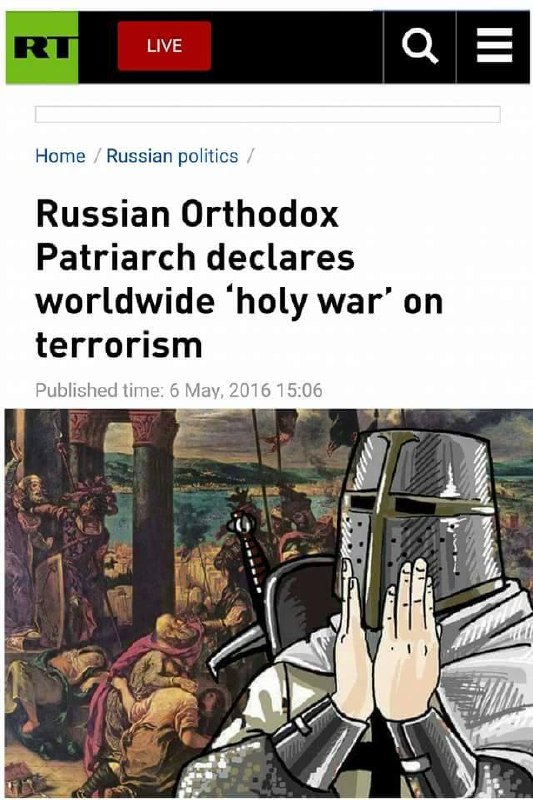 RT
LIVE
Home / Russian politics /
Russian Orthodox
Patriarch declares
worldwide ‘holy war’ on
terrorism
Published time: 6 May, 2016 15:06